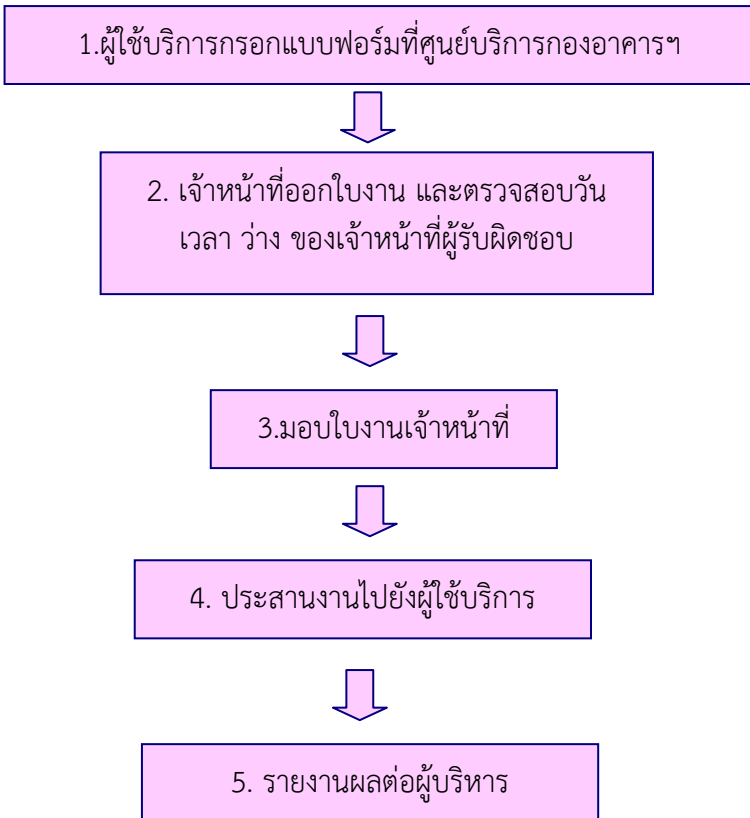 1.ผู้ใช้บริการกรอกแบบฟอร์มที่ศูนย์บริการกองอาคารฯ
2. เจ้าหน้าที่ออกใบงาน และตรวจสอบวัน
เวลา ว่าง ของเจ้าหน้าที่ผู้รับผิดชอบ
3.มอบใบงานเจ้าหน้าที่
4. ประสานงานไปยังผู้ใช้บริการ
5. รายงานผลต่อผู้บริหาร